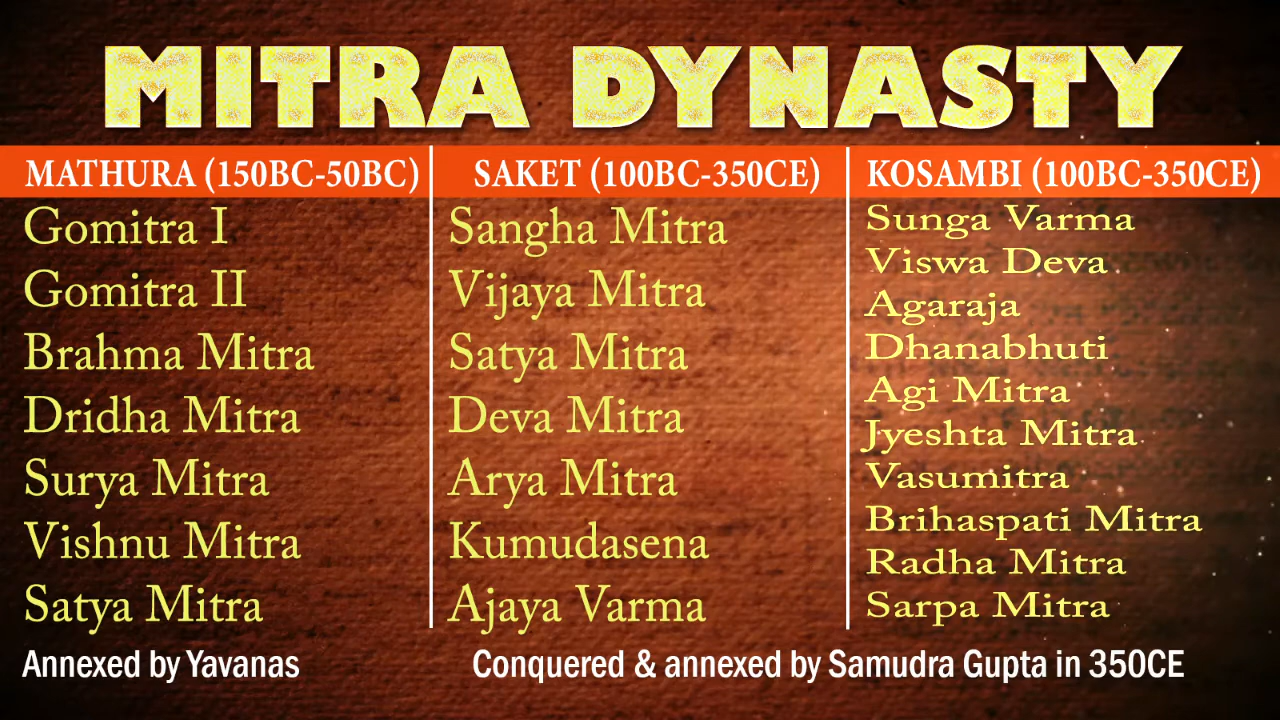 MITRA DYNASTY
MATHURA (150BC-50BC)
Gomitra I
Gomitra II
Brahma Mitra
Dridha Mitra
Surya Mitra
Vishnu Mitra
Satya Mitra
Annexed by Yavanas
SAKET (100BC-350CE)
Sangha Mitra
Vijaya Mitra
Satya Mitra
Deva Mitra
Arya Mitra
Kumudasena
Ajaya Varma
KOSAMBI (100BC-350CE)
Sunga Varma
Viswa Deva
Agaraja
Dhanabhuti
Agi Mitra
Jyeshta Mitra
Vasumitra
Brihaspati Mitra
Radha Mitra
Sarpa Mitra
Conquered & annexed by Samudra Gupta in 350CE